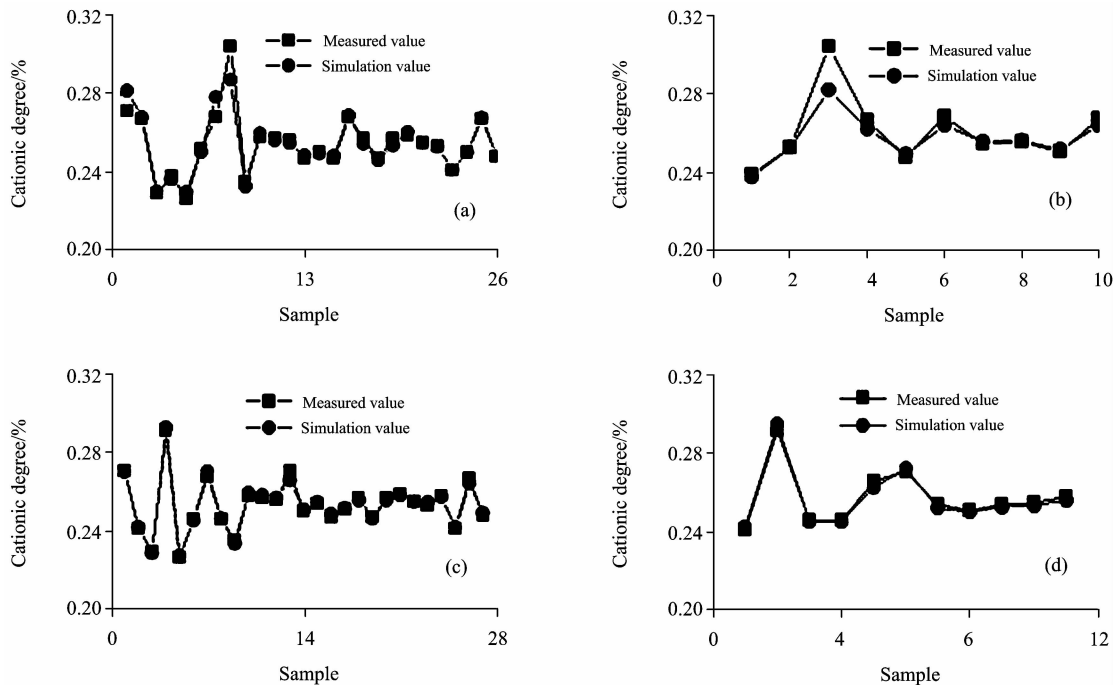 0.32
Measured value
Simulation value
0.28
Cationic degree/%
0.24
(a)
0.20
0 13 26
Sample
0.32
Measured value
Simulation value
0.28
Cationic degree/%
0.24
(b)
0.20
0 2 4 6 8 10
Sample
0.32
Measured value
Simulation value
0.28
Cationic degree/%
0.24
(c)
0.20
0 14 28
Sample
0.32
Measured value
Simulation value
0.28
Cationic degree/%
0.24
(d)
0.20
0 4 6 12
Sample